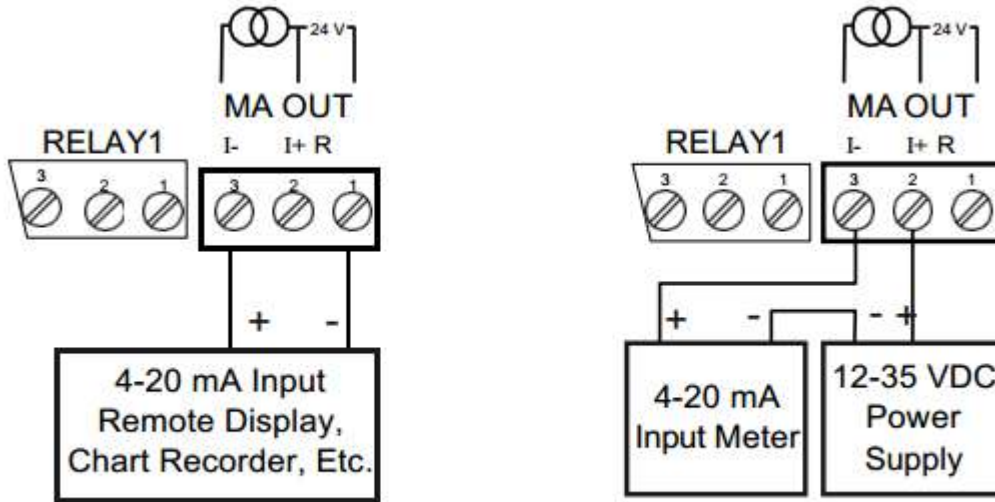 24 V
MA OUT
RELAY1
I- I+ R
3 2 1 3 2 1
+ -
4-20 mA Input
Remote Display,
Chart Recorder, Etc.
24 V
MA OUT
RELAY1
I- I+ R
3 2 1 3 2 1
+ - - +
4-20 mA
Input Meter
12-35 VDC
Power
Supply